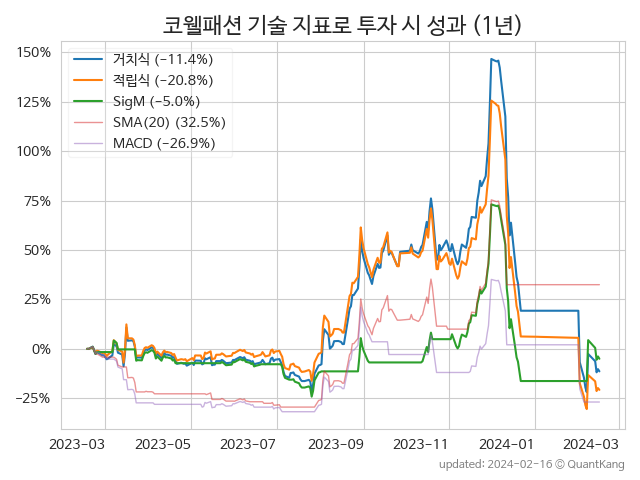 코웰패션 기술 지표로 투자 시 성과 (1년)
150%
125%
100%
75%
50%
25%
0%
−25%
거치식 (−11.4%)
적립식 (−20.8%)
SigM (−5.0%)
SMA(20) (32.5%)
MACD (−26.9%)
2023−03 2023−05 2023−07 2023−09 2023−11 2024−01 2024−03
updated: 2024−02−16 © QuantKang